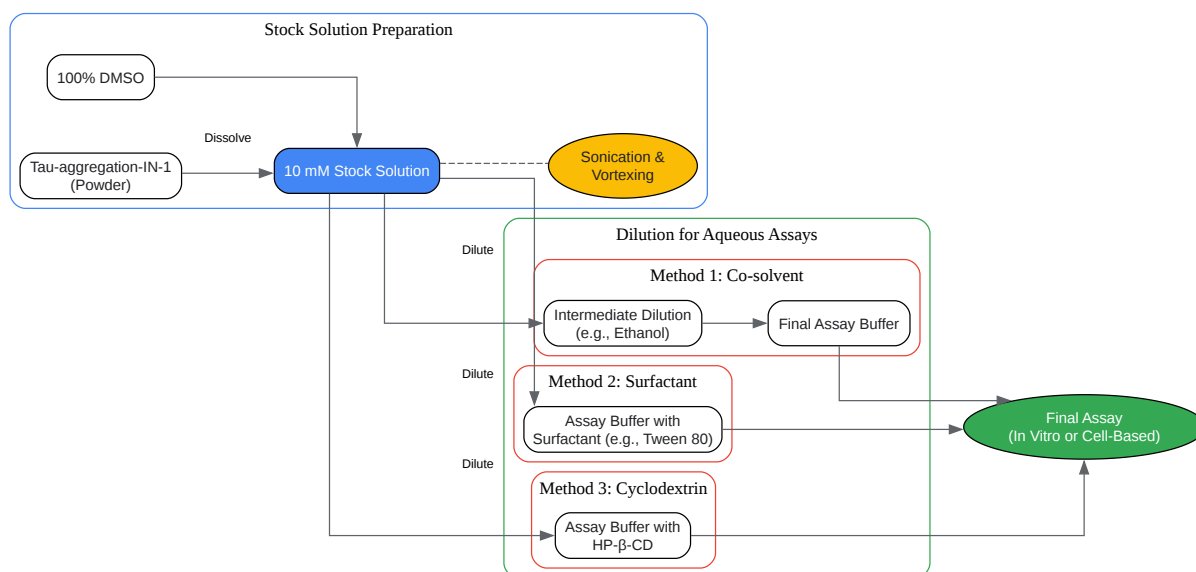 Stock Solution Preparation
100% DMSO
Dissolve
Tau-aggregation-IN-1
(Powder)
10 mM Stock Solution
Sonication &
Vortexing
Dilution for Aqueous Assays
Dilute
Method 1: Co-solvent
Intermediate Dilution
(e.g., Ethanol)
Final Assay Buffer
Dilute
Method 2: Surfactant
Assay Buffer with
Surfactant (e.g., Tween 80)
Final Assay
(In Vitro or Cell-Based)
Dilute
Method 3: Cyclodextrin
Assay Buffer with
HP-β-CD